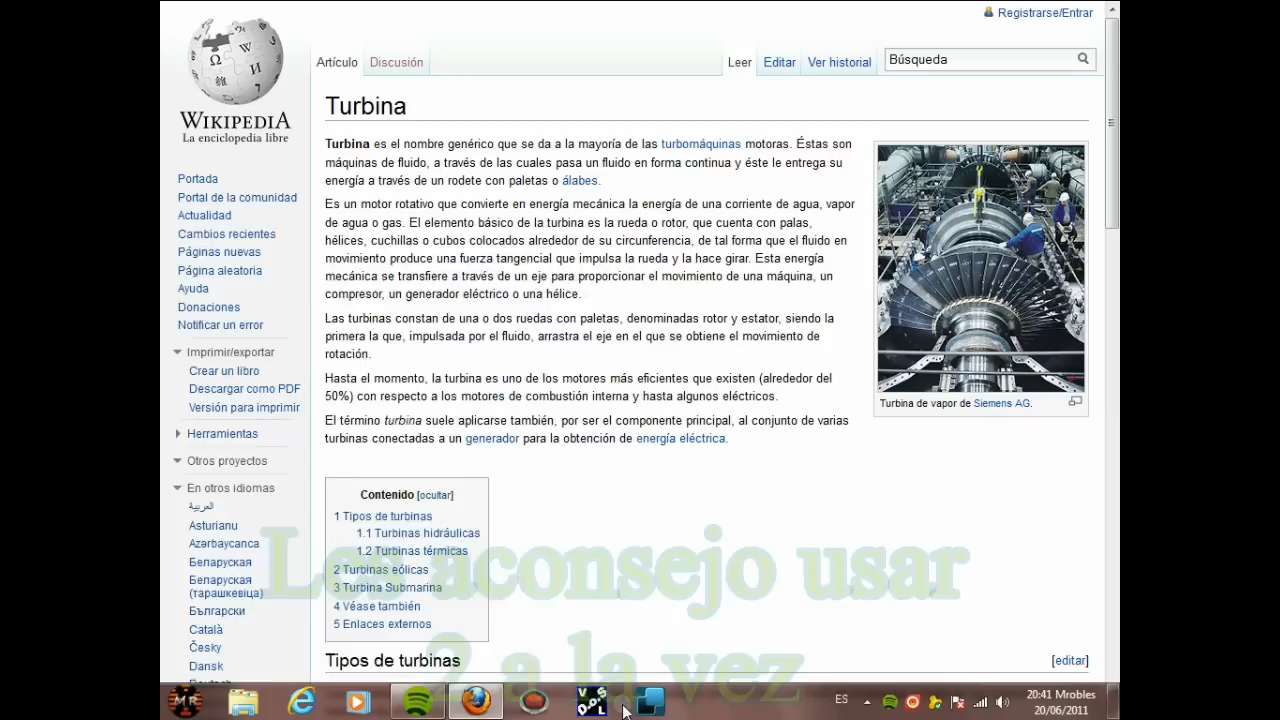 Registrarse/Entrar
Artículo
Discusión
Leer
Editar
Ver historial
Búsqueda
WIKIPEDIA
La enciclopedia libre
Portada
Portal de la comunidad
Actualidad
Cambios recientes
Páginas nuevas
Página aleatoria
Ayuda
Donaciones
Notificar un error
Imprimir/exportar
Crear un libro
Descargar como PDF
Versión para imprimir
Herramientas
Otros proyectos
En otros idiomas
العربية
Asturianu
Azərbaycanca
Беларуская
Беларуская
(тарашкевіца)
Български
Català
Česky
Dansk
Turbina
Turbina es el nombre genérico que se da a la mayoría de las turbomáquinas motoras. Éstas son
máquinas de fluido, a través de las cuales pasa un fluido en forma continua y éste le entrega su
energía a través de un rodete con paletas o álabes.
Es un motor rotativo que convierte en energía mecánica la energía de una corriente de agua, vapor
de agua o gas. El elemento básico de la turbina es la rueda o rotor, que cuenta con palas,
hélices, cuchillas o cubos colocados alrededor de su circunferencia, de tal forma que el fluido en
movimiento produce una fuerza tangencial que impulsa la rueda y la hace girar. Esta energía
mecánica se transfiere a través de un eje para proporcionar el movimiento de una máquina, un
compresor, un generador eléctrico o una hélice.
Las turbinas constan de una o dos ruedas con paletas, denominadas rotor y estator, siendo la
primera la que, impulsada por el fluido, arrastra el eje en el que se obtiene el movimiento de
rotación.
Hasta el momento, la turbina es uno de los motores más eficientes que existen (alrededor del
50%) con respecto a los motores de combustión interna y hasta algunos eléctricos.
El término turbina suele aplicarse también, por ser el componente principal, al conjunto de varias
turbinas conectadas a un generador para la obtención de energía eléctrica.
Turbina de vapor de Siemens AG.
Contenido [ocultar]
1 Tipos de turbinas
1.1 Turbinas hidráulicas
1.2 Turbinas térmicas
2 Turbinas eólicas
3 Turbina Submarina
4 Véase también
5 Enlaces externos
Les aconsejo usar
2 a la vez
Tipos de turbinas
[editar]
MR
ES
20:41 Mrobles
20/06/2011